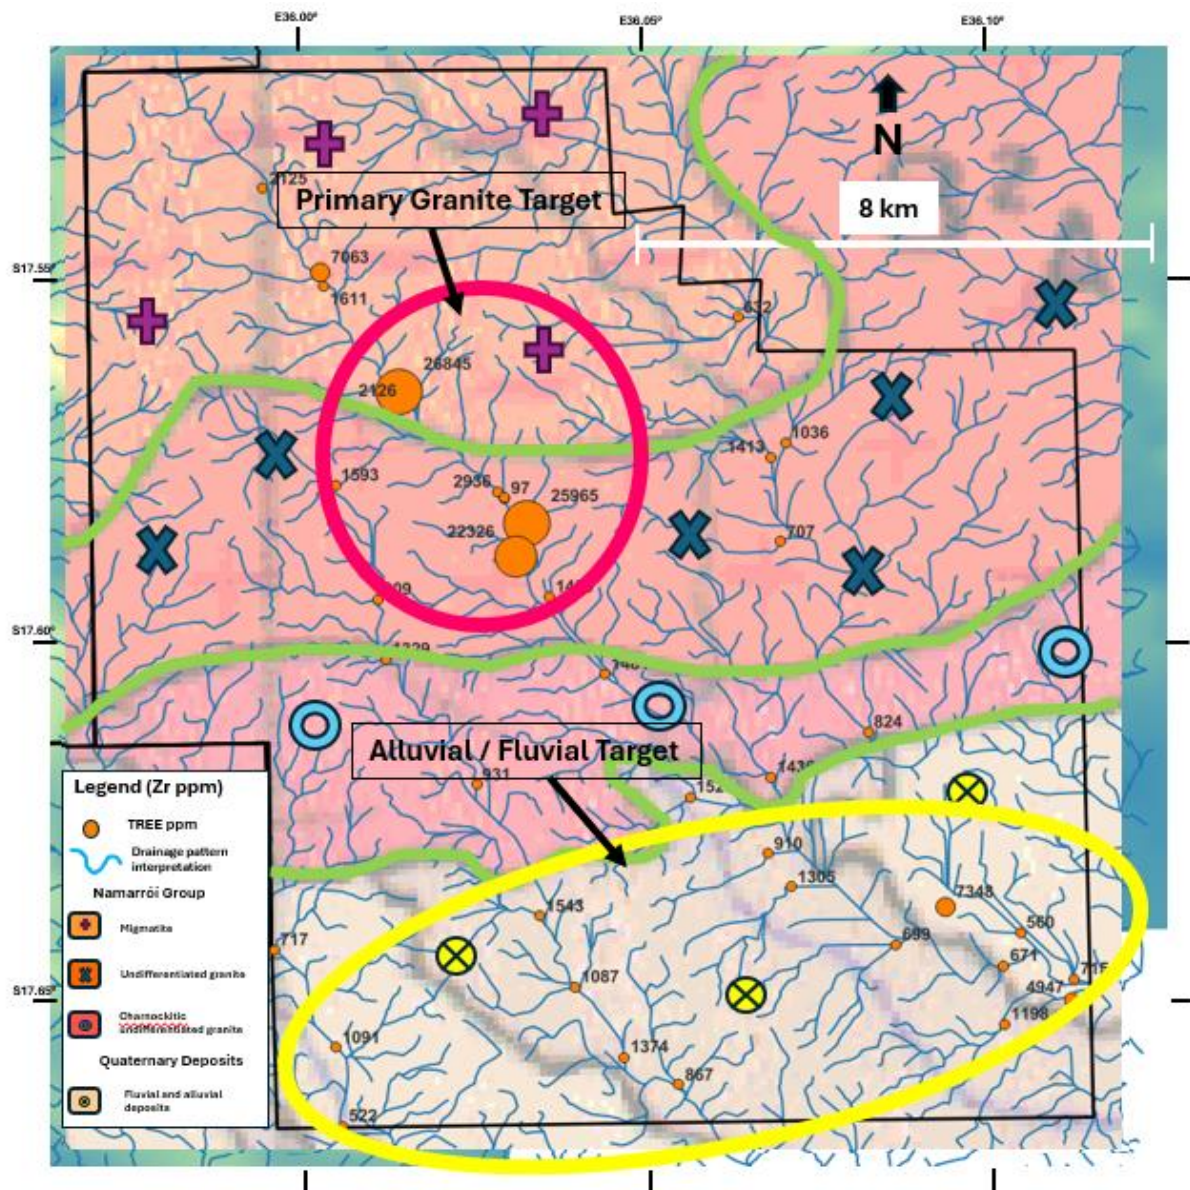 E36.00°
E36.05°
E36.10°
N
2125
Primary Granite Target
8 km
7063
S17.55°
1611
632
26845
2126
1036
1413
1593
2936
97
25965
22326
707
S17.60°
824
Alluvial / Fluvial Target
931
Legend (Zr ppm)
TREE ppm
Drainage pattern
interpretation
Namarrói Group
Migmatite
Undifferentiated granite
Charnockitic
undifferentiated granite
Quaternary Deposits
Fluvial and alluvial
deposits
910
1305
7348
1543
560
699
717
671
1087
4947
S17.65°
1198
1091
1374
867
522